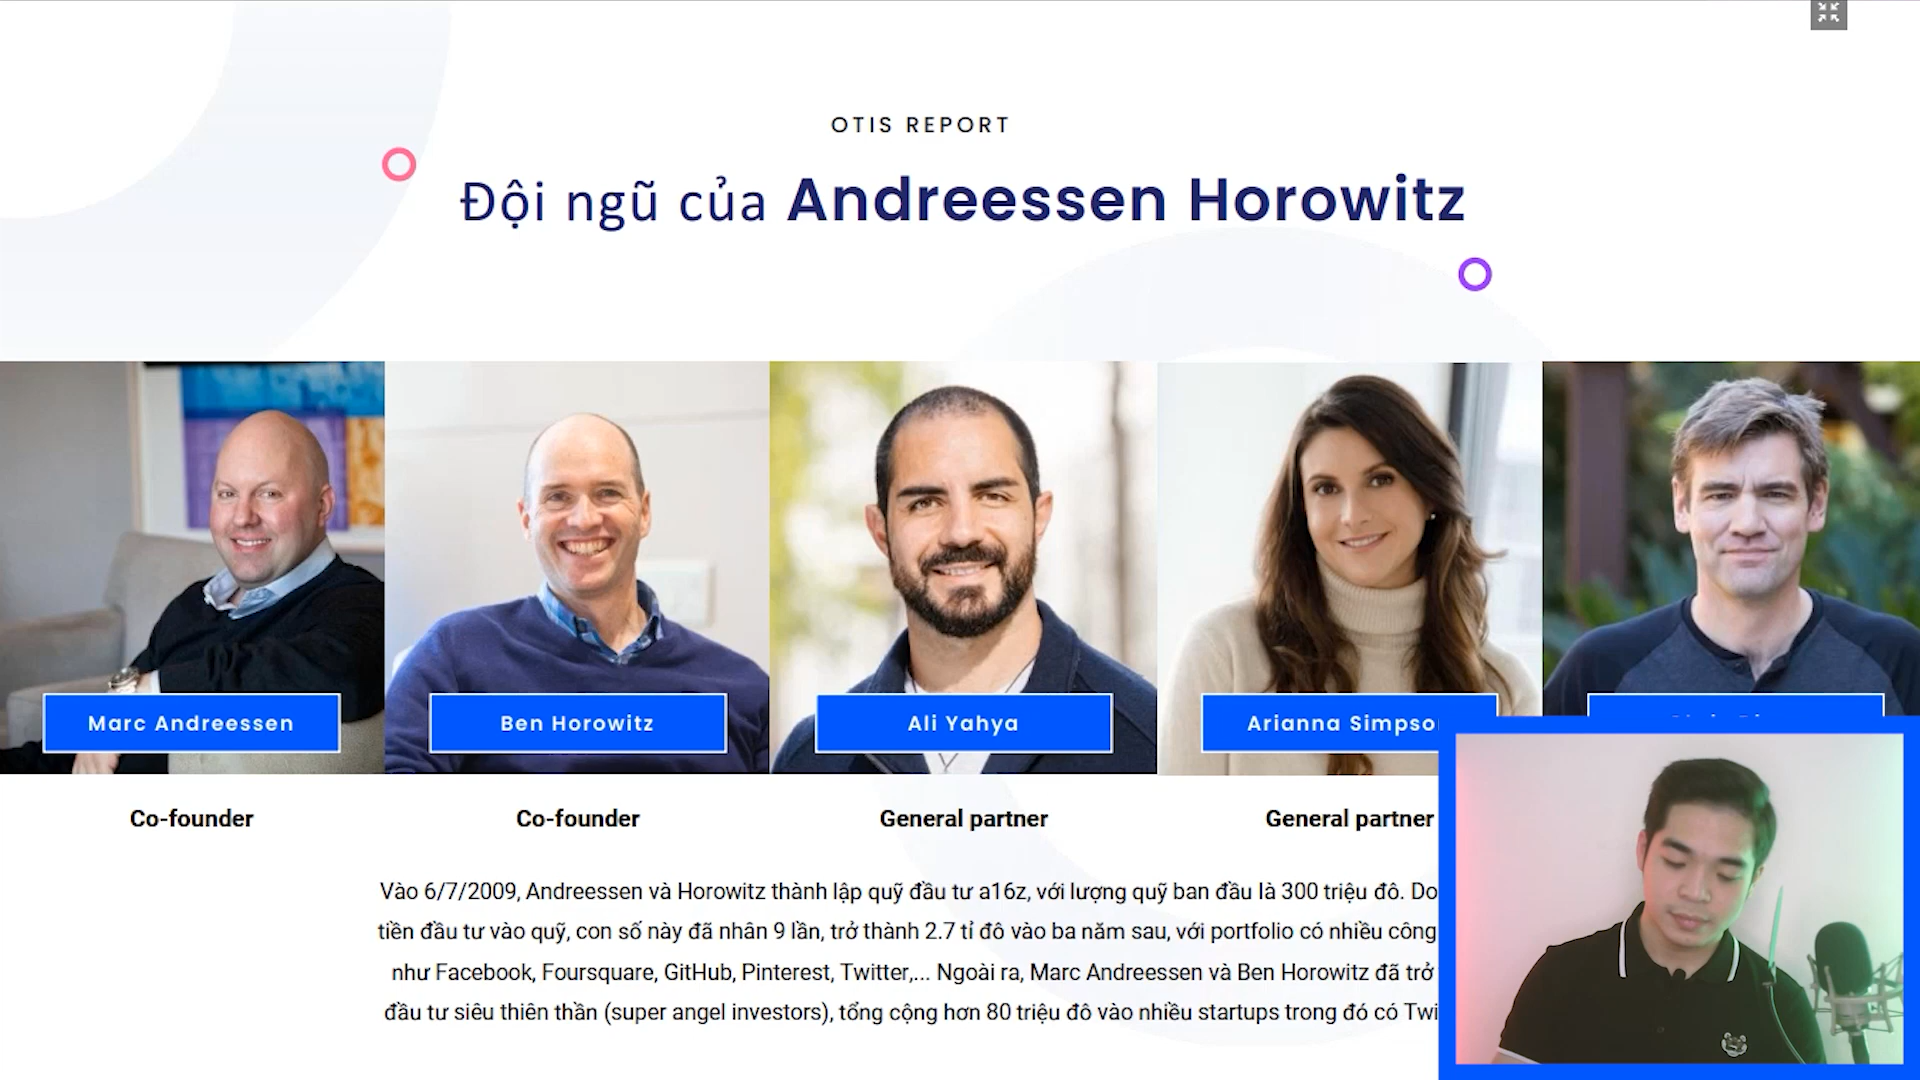 OTIS REPORT
Đội ngũ của Andreessen Horowitz
Marc Andreessen
Ben Horowitz
Ali Yahya
Arianna Simpso
Co-founder
Co-founder
General partner
General partner
Vào 6/7/2009, Andreessen và Horowitz thành lập quỹ đầu tư a16z, với lượng quỹ ban đầu là 300 triệu đô. Do
tiền đầu tư vào quỹ, con số này đã nhân 9 lần, trở thành 2.7 tỉ đô vào ba năm sau, với portfolio có nhiều công
như Facebook, Foursquare, GitHub, Pinterest, Twitter,... Ngoài ra, Marc Andreessen và Ben Horowitz đã trở
đầu tư siêu thiên thần (super angel investors), tổng cộng hơn 80 triệu đô vào nhiều startups trong đó có Twi